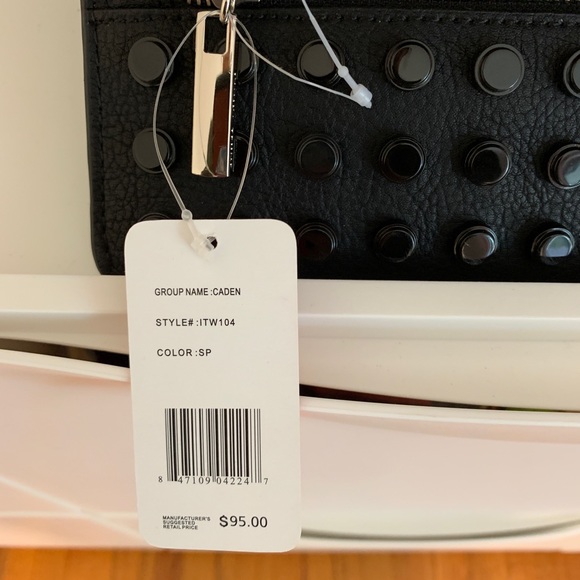 GROUP NAME :CADEN
STYLE# :ITW104
COLOR :SP
8 47109 04224 7
MANUFACTURER'S
SUGGESTED
RETAIL PRICE
$95.00